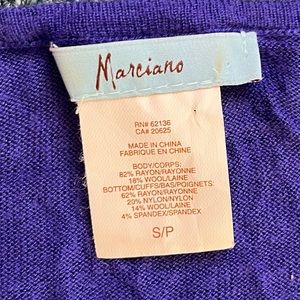 Marciano
RN# 62136
CA# 20625
MADE IN CHINA
FABRIQUE EN CHINE
BODY/CORPS:
82% RAYON/RAYONNE
18% WOOL/LAINE
BOTTOM/CUFFS/BAS/POIGNETS:
62% RAYON/RAYONNE
20% NYLON/NYLON
14% WOOL/LAINE
4% SPANDEX/SPANDEX
S/P